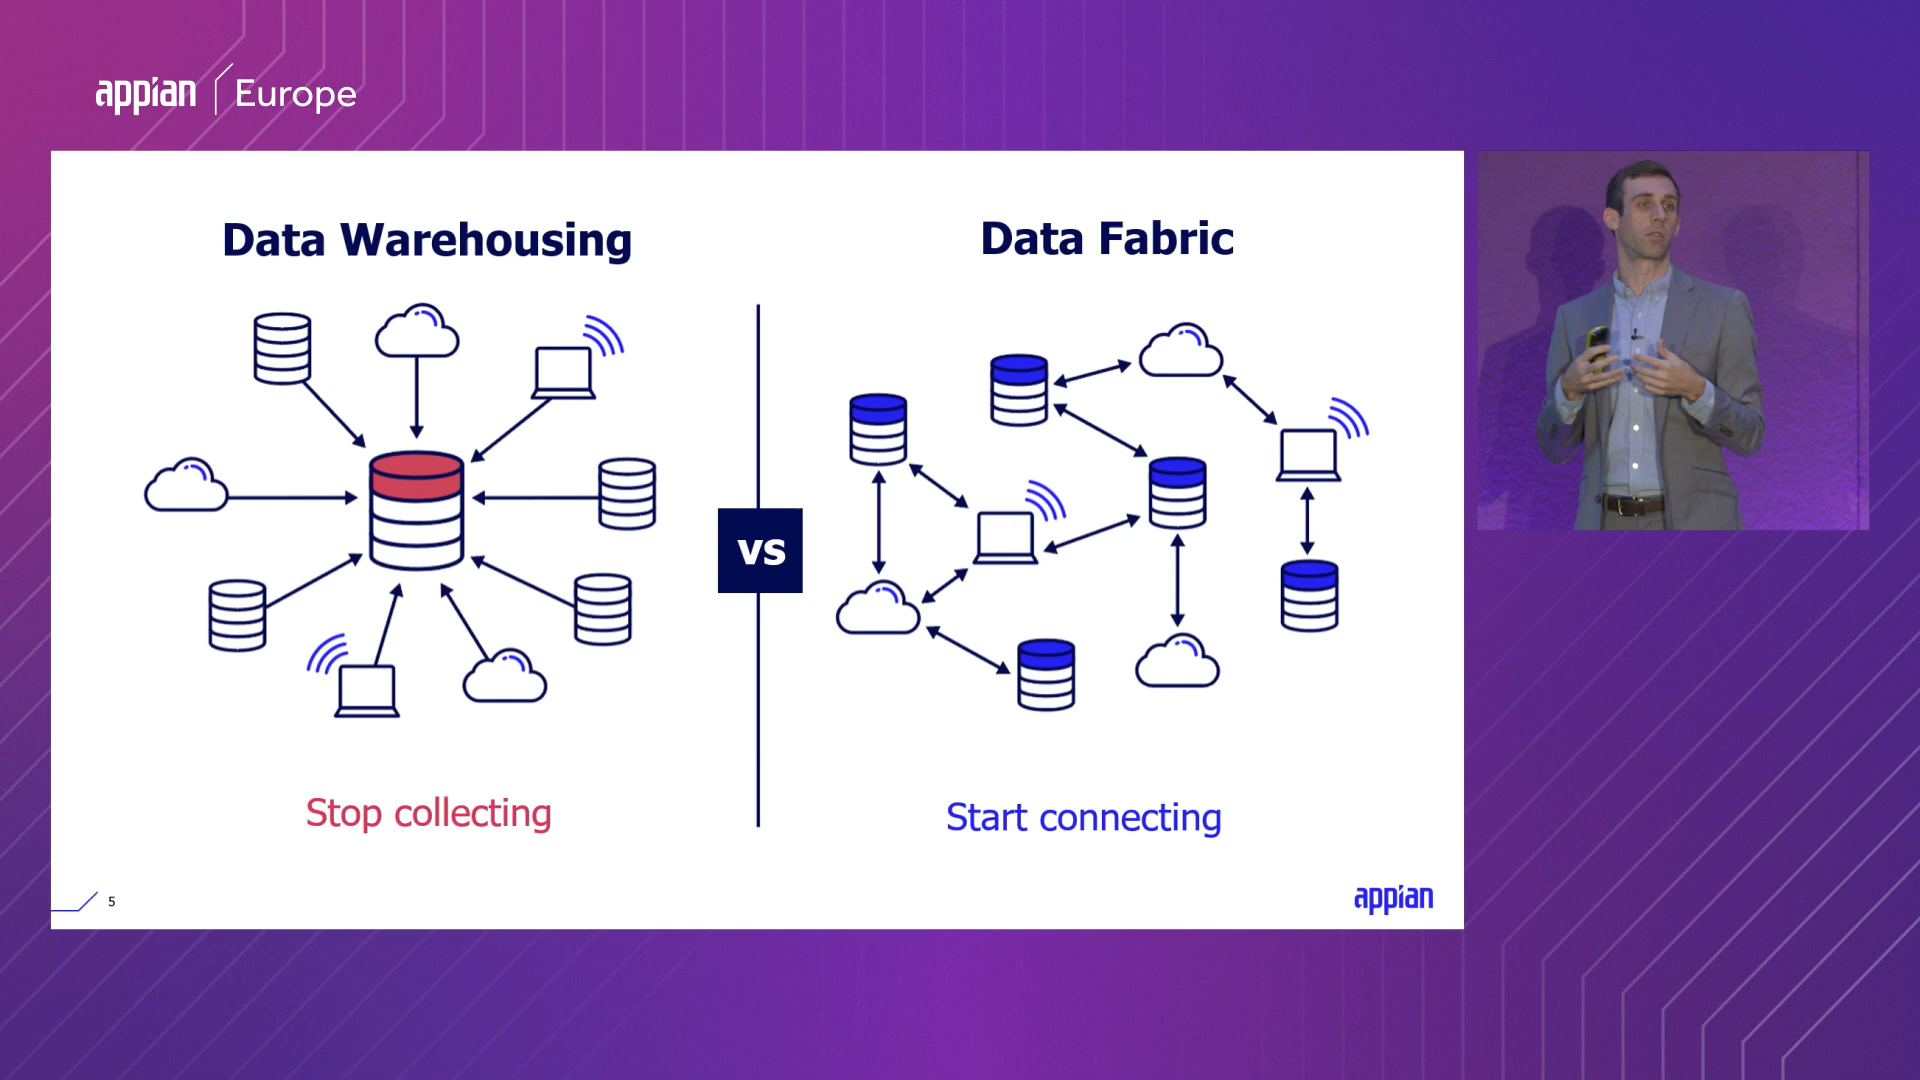 appian Europe
Data Warehousing
Data Fabric
vs
Stop collecting
Start connecting
5
appian